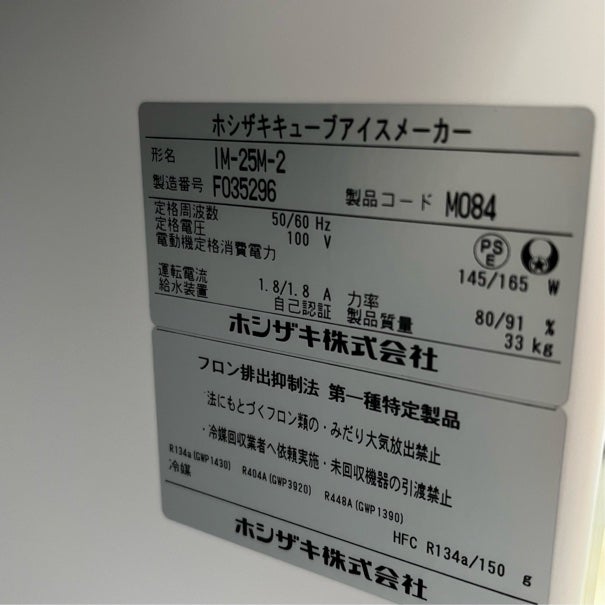 ホシザキキューブアイスメーカー
形名 IM-25M-2
製造番号 F035296 製品コード M084
定格周波数 50/60 Hz
定格電圧 100 V
電動機定格消費電力 145/165 W
PSE
運転電流 1.8/1.8 A 力率 80/91 %
給水装置 自己認証 製品質量 33 kg
ホシザキ株式会社
フロン排出抑制法 第一種特定製品
法にもとづくフロン類の・みだり大気放出禁止
・冷媒回収業者へ依頼実施・未回収機器の引渡禁止
R134a(GWP1430) R404A(GWP3920) R448A(GWP1390)
冷媒 HFC R134a/150 g
ホシザキ株式会社